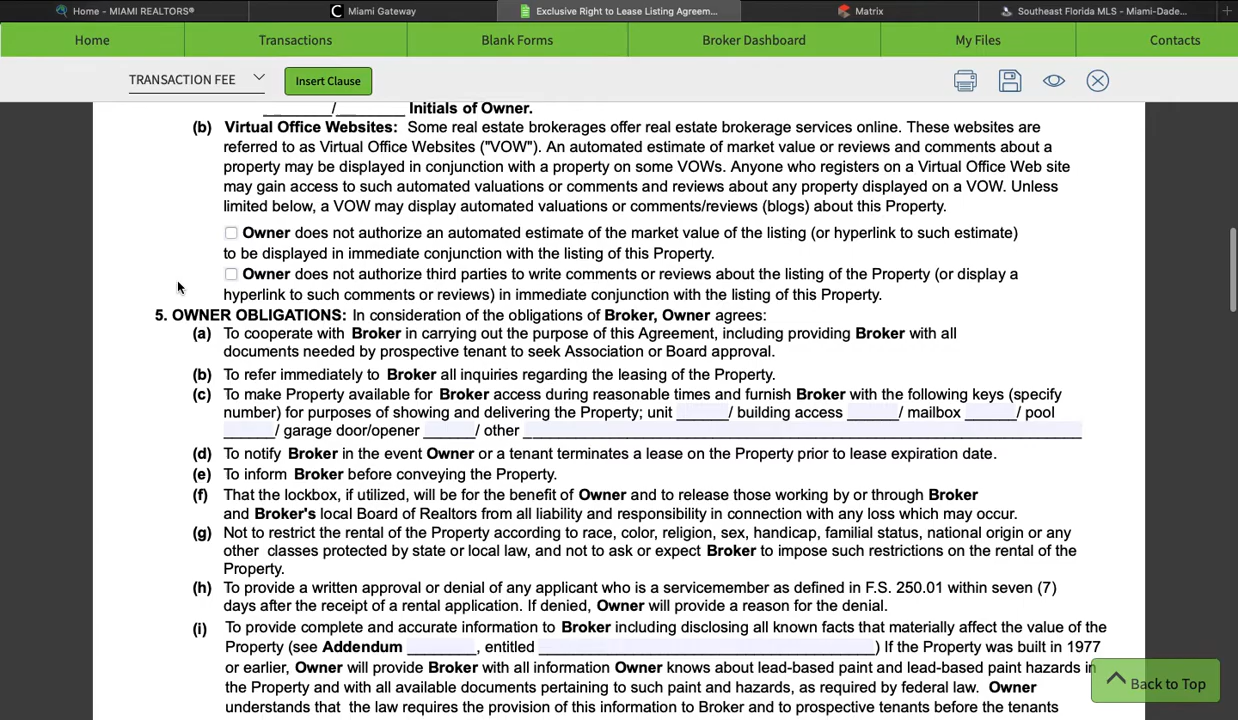 Home - MIAMI REALTORS®
Miami Gateway
Exclusive Right to Lease Listing Agreem...
Matrix
Southeast Florida MLS - Miami-Dade...
Home
Transactions
Blank Forms
Broker Dashboard
My Files
Contacts
TRANSACTION FEE
Insert Clause
______/______ Initials of Owner.
(b) Virtual Office Websites: Some real estate brokerages offer real estate brokerage services online. These websites are
referred to as Virtual Office Websites ("VOW"). An automated estimate of market value or reviews and comments about a
property may be displayed in conjunction with a property on some VOWs. Anyone who registers on a Virtual Office Web site
may gain access to such automated valuations or comments and reviews about any property displayed on a VOW. Unless
limited below, a VOW may display automated valuations or comments/reviews (blogs) about this Property.
Owner does not authorize an automated estimate of the market value of the listing (or hyperlink to such estimate)
to be displayed in immediate conjunction with the listing of this Property.
Owner does not authorize third parties to write comments or reviews about the listing of the Property (or display a
hyperlink to such comments or reviews) in immediate conjunction with the listing of this Property.
5. OWNER OBLIGATIONS: In consideration of the obligations of Broker, Owner agrees:
(a) To cooperate with Broker in carrying out the purpose of this Agreement, including providing Broker with all
documents needed by prospective tenant to seek Association or Board approval.
(b) To refer immediately to Broker all inquiries regarding the leasing of the Property.
(c) To make Property available for Broker access during reasonable times and furnish Broker with the following keys (specify
number) for purposes of showing and delivering the Property; unit ______/ building access ______/ mailbox ______/ pool
______/ garage door/opener ______/ other ______
(d) To notify Broker in the event Owner or a tenant terminates a lease on the Property prior to lease expiration date.
(e) To inform Broker before conveying the Property.
(f) That the lockbox, if utilized, will be for the benefit of Owner and to release those working by or through Broker
and Broker's local Board of Realtors from all liability and responsibility in connection with any loss which may occur.
(g) Not to restrict the rental of the Property according to race, color, religion, sex, handicap, familial status, national origin or any
other classes protected by state or local law, and not to ask or expect Broker to impose such restrictions on the rental of the
Property.
(h) To provide a written approval or denial of any applicant who is a servicemember as defined in F.S. 250.01 within seven (7)
days after the receipt of a rental application. If denied, Owner will provide a reason for the denial.
(i) To provide complete and accurate information to Broker including disclosing all known facts that materially affect the value of the
Property (see Addendum ________, entitled ______) If the Property was built in 1977
or earlier, Owner will provide Broker with all information Owner knows about lead-based paint and lead-based paint hazards in
the Property and with all available documents pertaining to such paint and hazards, as required by federal law. Owner
understands that the law requires the provision of this information to Broker and to prospective tenants before the tenants
Back to Top